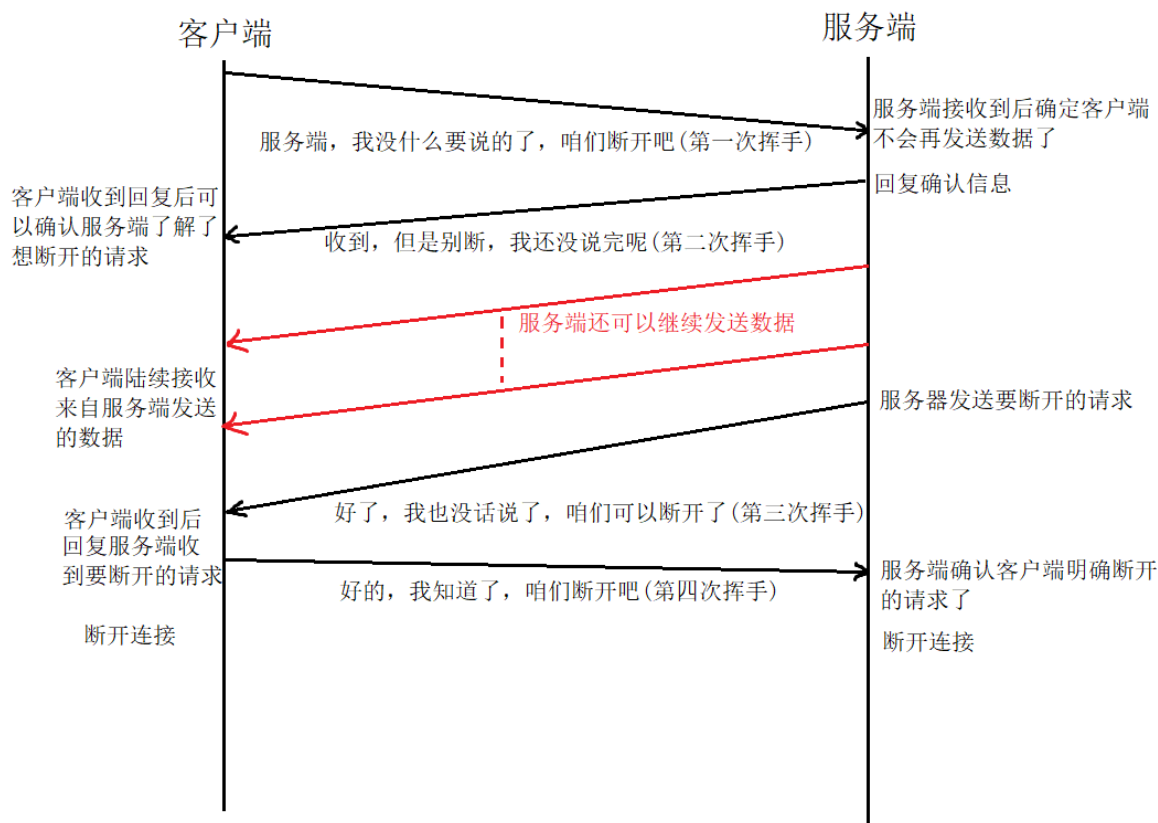 客户端
服务端
服务端接收到后确定客户端
不会再发送数据了
服务端，我没什么要说的了，咱们断开吧(第一次挥手)
回复确认信息
客户端收到回复后可
以确认服务端了解了
想断开的请求
收到，但是别断，我还没说完呢(第二次挥手)
服务端还可以继续发送数据
客户端陆续接收
来自服务端发送
的数据
服务器发送要断开的请求
好了，我也没话说了，咱们可以断开了(第三次挥手)
客户端收到后
回复服务端收
到要断开的请求
好的，我知道了，咱们断开吧(第四次挥手)
服务端确认客户端明确断开
的请求了
断开连接
断开连接